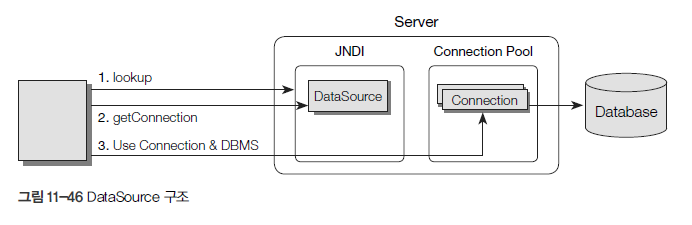 Server
JNDI
Connection Pool
1. lookup
DataSource
Connection
Database
2. getConnection
3. Use Connection & DBMS
그림 11-46 DataSource 구조